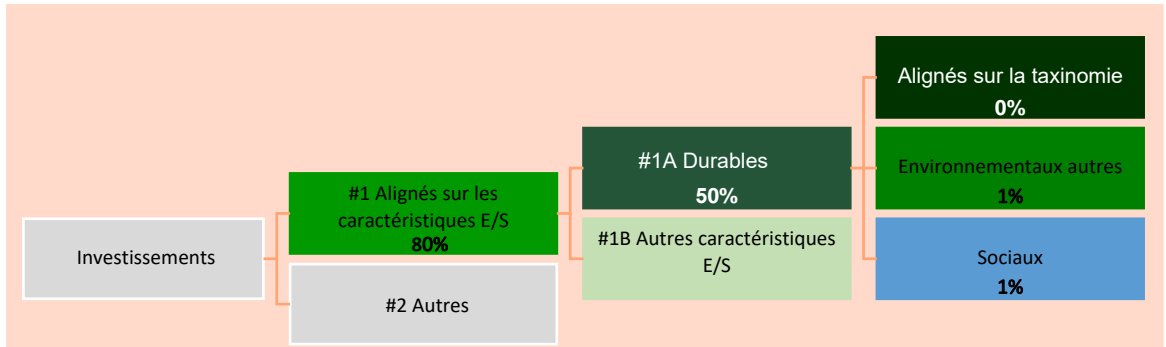 Investissements
#1 Alignés sur les
caractéristiques E/S
80%
#2 Autres
#1A Durables
50%
#1B Autres caractéristiques
E/S
Alignés sur la taxinomie
0%
Environnementaux autres
1%
Sociaux
1%